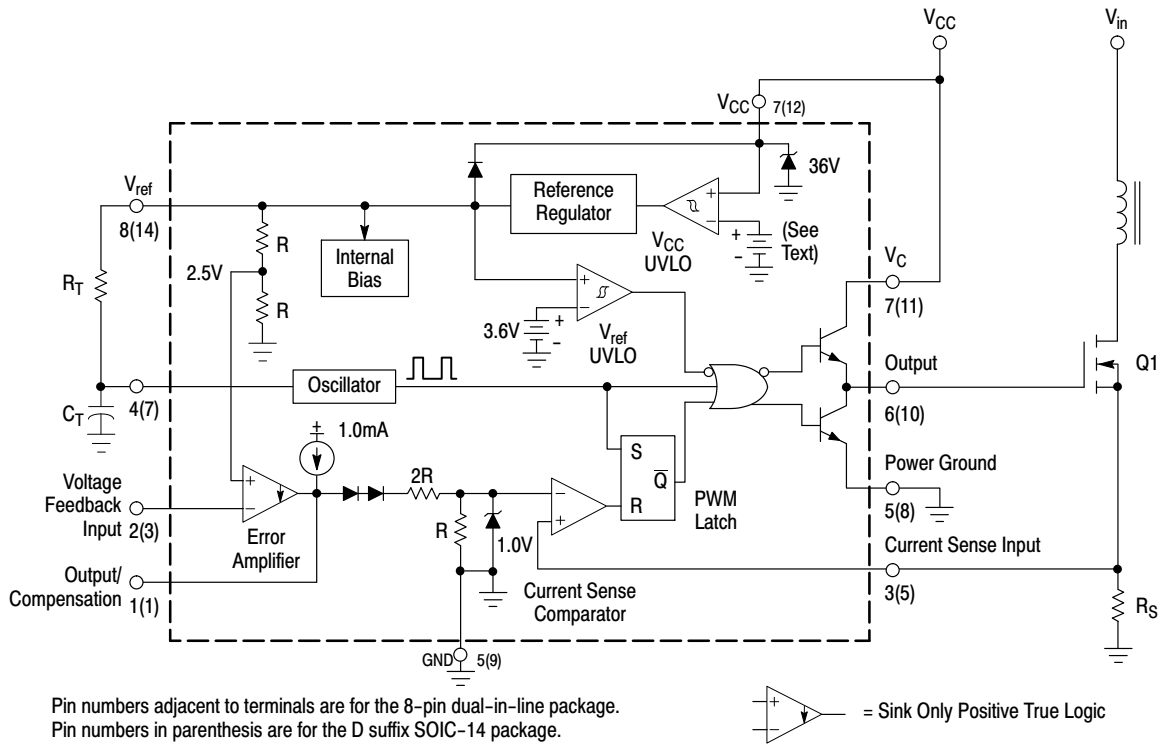 VCC
Vin
VCC 7(12)
36V
Vref
8(14)
Reference
Regulator
+
−
VCC
UVLO
+
−
(See
Text)
R
2.5V
Internal
Bias
RT
R
+
−
3.6V
+
−
Vref
UVLO
VC
7(11)
Output
6(10)
Q1
Oscillator
4(7)
CT
+
1.0mA
S
Q
R
PWM
Latch
2R
Power Ground
5(8)
Voltage
Feedback
Input 2(3)
+
−
Error
Amplifier
R
1.0V
−
+
Current Sense
Comparator
Current Sense Input
3(5)
Output/
Compensation 1(1)
RS
GND 5(9)
Pin numbers adjacent to terminals are for the 8−pin dual−in−line package.
Pin numbers in parenthesis are for the D suffix SOIC−14 package.
+
−
= Sink Only Positive True Logic